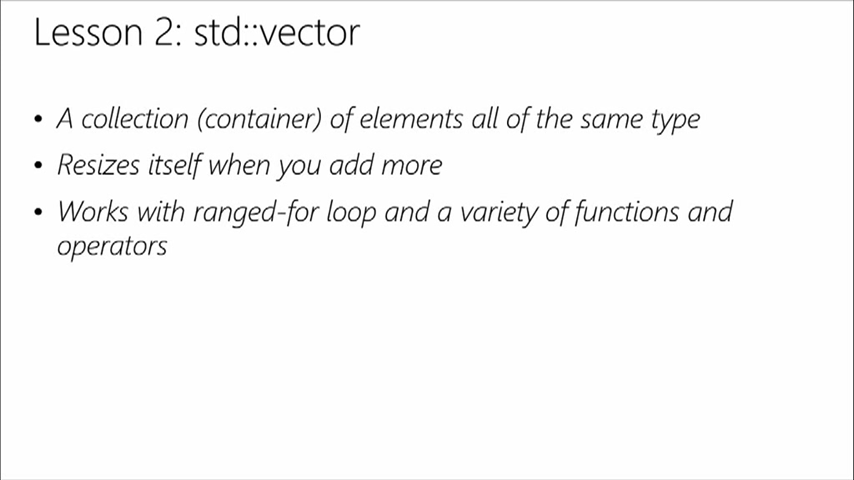 Lesson 2: std::vector
• A collection (container) of elements all of the same type
• Resizes itself when you add more
• Works with ranged-for loop and a variety of functions and
operators